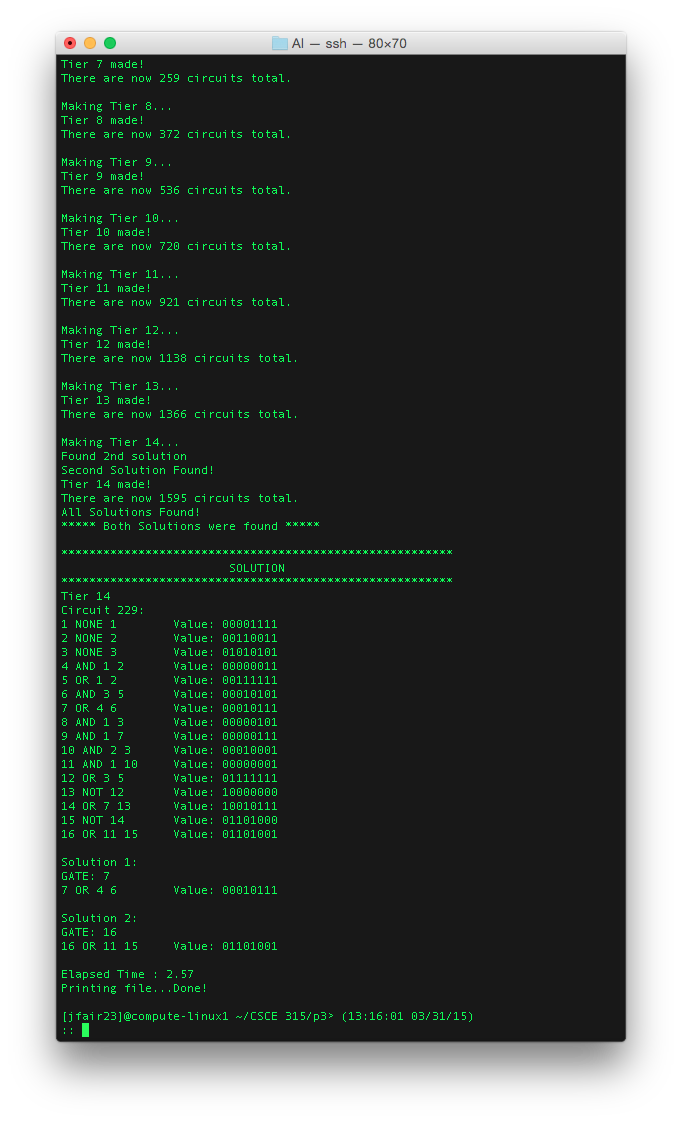 AI — ssh — 80×70
Tier 7 made!
There are now 259 circuits total.
Making Tier 8...
Tier 8 made!
There are now 372 circuits total.
Making Tier 9...
Tier 9 made!
There are now 536 circuits total.
Making Tier 10...
Tier 10 made!
There are now 720 circuits total.
Making Tier 11...
Tier 11 made!
There are now 921 circuits total.
Making Tier 12...
Tier 12 made!
There are now 1138 circuits total.
Making Tier 13...
Tier 13 made!
There are now 1366 circuits total.
Making Tier 14...
Found 2nd solution
Second Solution Found!
Tier 14 made!
There are now 1595 circuits total.
All Solutions Found!
***** Both Solutions were found *****
********************************************************
SOLUTION
********************************************************
Tier 14
Circuit 229:
1 NONE 1 Value: 00001111
2 NONE 2 Value: 00110011
3 NONE 3 Value: 01010101
4 AND 1 2 Value: 00000011
5 OR 1 2 Value: 00111111
6 AND 3 5 Value: 00010101
7 OR 4 6 Value: 00010111
8 AND 1 3 Value: 00000101
9 AND 1 7 Value: 00000111
10 AND 2 3 Value: 00010001
11 AND 1 10 Value: 00000001
12 OR 3 5 Value: 01111111
13 NOT 12 Value: 10000000
14 OR 7 13 Value: 10010111
15 NOT 14 Value: 01101000
16 OR 11 15 Value: 01101001
Solution 1:
GATE: 7
7 OR 4 6 Value: 00010111
Solution 2:
GATE: 16
16 OR 11 15 Value: 01101001
Elapsed Time : 2.57
Printing file...Done!
[jfair23]@compute-linux1 ~/CSCE 315/p3> (13:16:01 03/31/15)
::